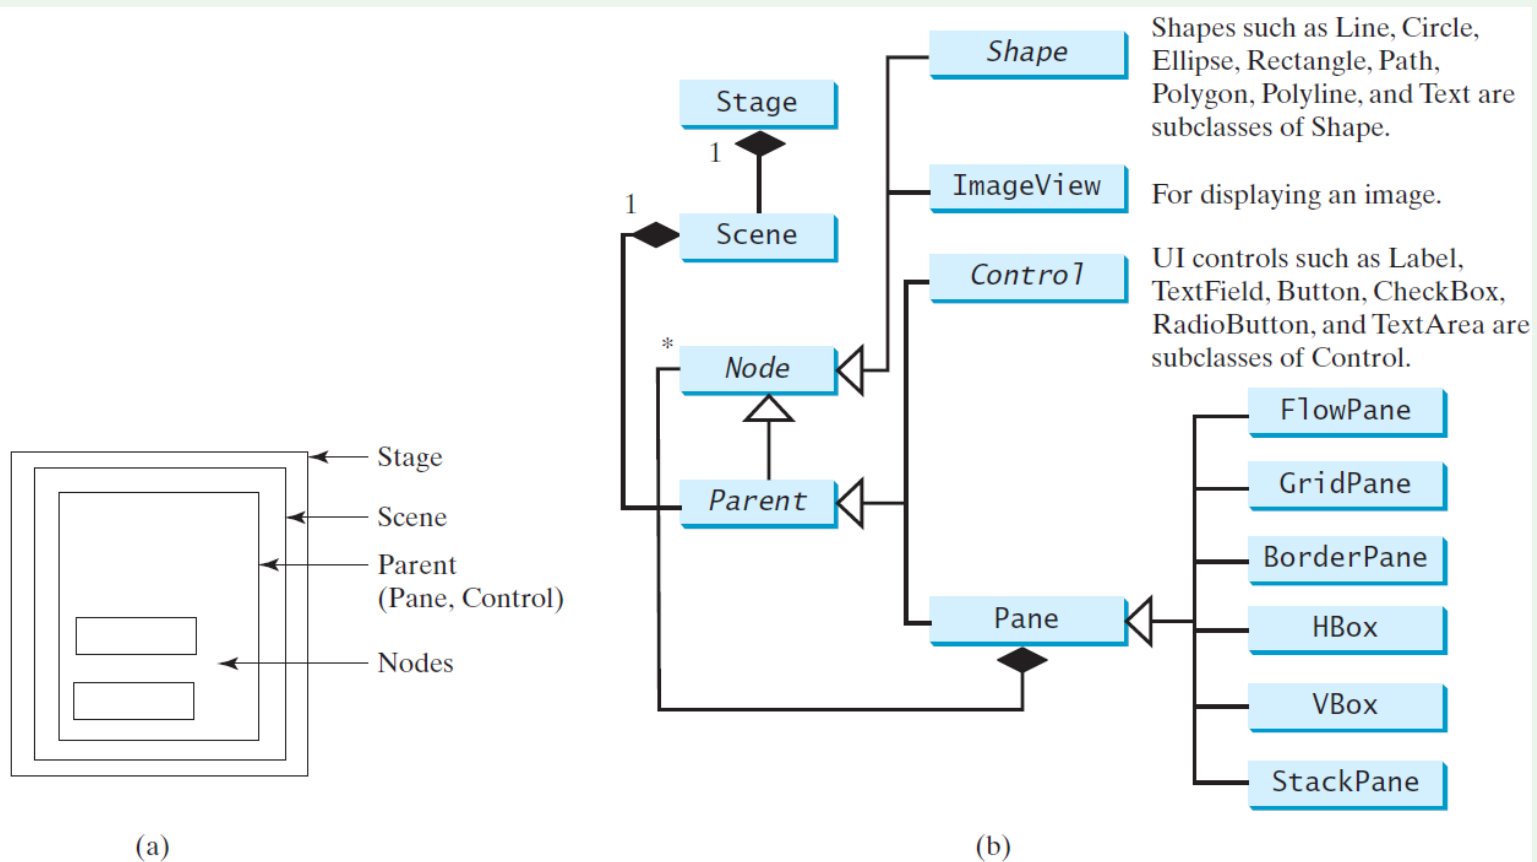 Stage
Scene
Parent
(Pane, Control)
Nodes
(a)
Stage
1
1
Scene
*
Node
Parent
Shape
Shapes such as Line, Circle,
Ellipse, Rectangle, Path,
Polygon, Polyline, and Text are
subclasses of Shape.
ImageView
For displaying an image.
Control
UI controls such as Label,
TextField, Button, CheckBox,
RadioButton, and TextArea are
subclasses of Control.
Pane
FlowPane
GridPane
BorderPane
HBox
VBox
StackPane
(b)